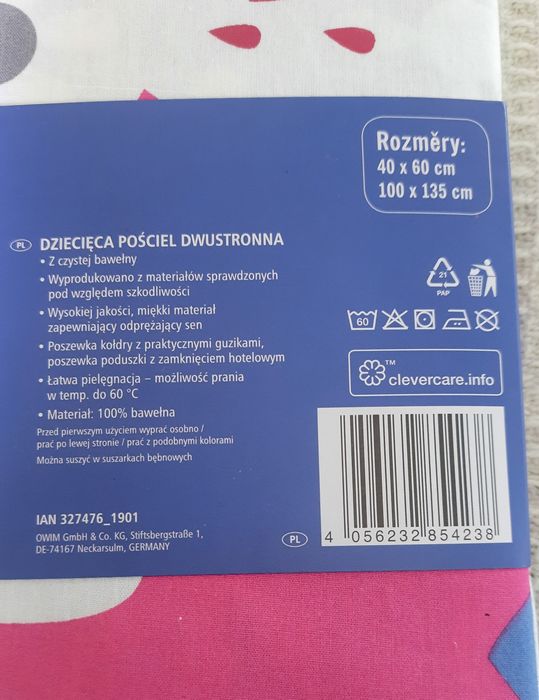 Rozměry:
40 x 60 cm
100 x 135 cm
PL DZIECIĘCA POŚCIEL DWUSTRONNA
• Z czystej bawełny
• Wyprodukowano z materiałów sprawdzonych
pod względem szkodliwości
• Wysokiej jakości, miękki materiał
zapewniający odprężający sen
• Poszewka kołdry z praktycznymi guzikami,
poszewka poduszki z zamknięciem hotelowym
• Łatwa pielęgnacja – możliwość prania
w temp. do 60 °C
• Materiał: 100% bawełna
Przed pierwszym użyciem wyprać osobno /
prać po lewej stronie / prać z podobnymi kolorami
Można suszyć w suszarkach bębnowych
21
PAP
60
clevercare.info
TM
IAN 327476_1901
OWIM GmbH & Co. KG, Stiftsbergstraße 1,
DE-74167 Neckarsulm, GERMANY
PL
4 056232 854238